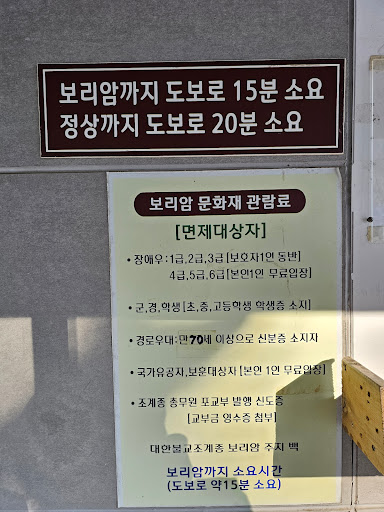 보리암까지 도보로 15분 소요
정상까지 도보로 20분 소요
보리암 문화재 관람료
[면제대상자]
• 장애우:1급,2급,3급[보호자1인 동반]
4급,5급,6급[본인1인 무료입장]
• 군,경,학생[초,중,고등학생 학생증 소지]
• 경로우대:만70세 이상으로 신분증 소지자
• 국가유공자,보훈대상자[본인 1인 무료입장]
• 조계종 총무원 포교부 발행 신도증
[교부금 영수증 첨부]
대한불교조계종 보리암 주지 백
보리암까지 소요시간
(도보로 약15분 소요)